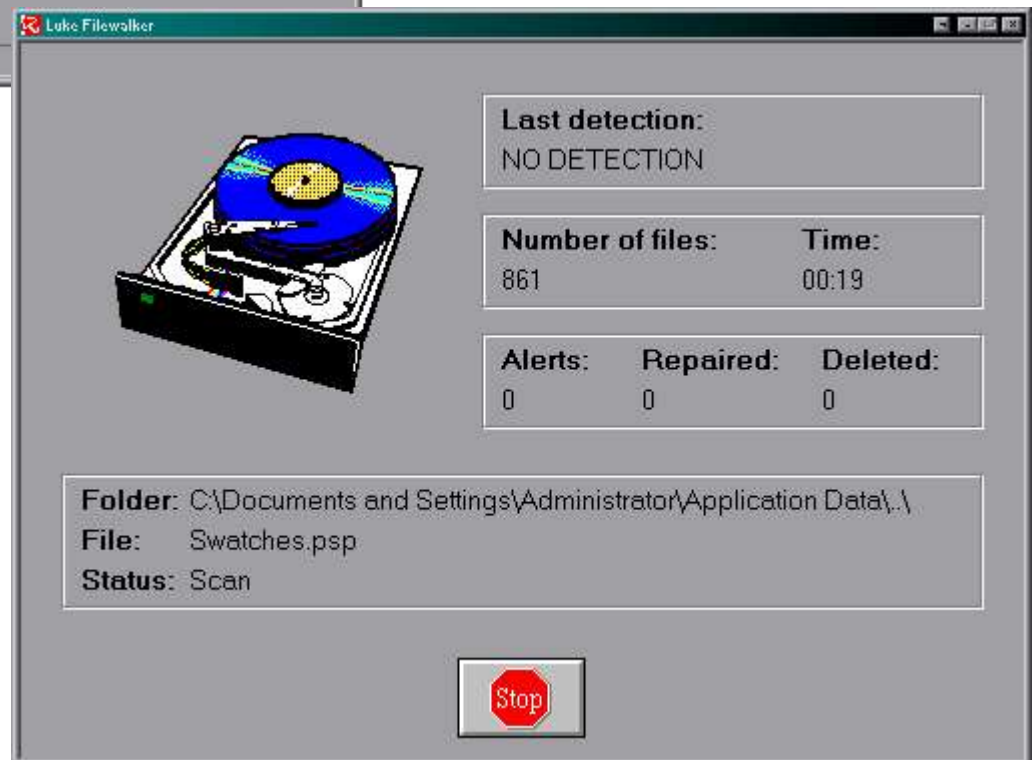 Luke Filewalker
Last detection:
NO DETECTION
Number of files: Time:
861 00:19
Alerts: Repaired: Deleted:
0 0 0
Folder: C:\Documents and Settings\Administrator\Application Data\..\
File: Swatches.psp
Status: Scan
Stop